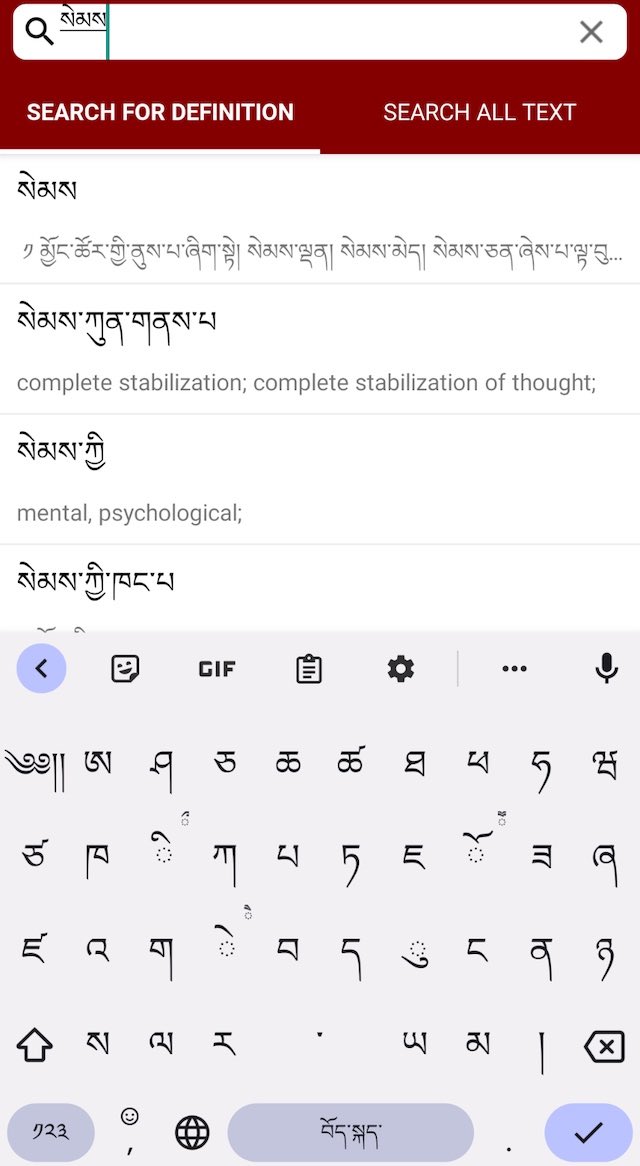 སེམས
SEARCH FOR DEFINITION
SEARCH ALL TEXT
སེམས
༡ མྱོང་ཚོར་གྱི་ནུས་པ་ཞིག་སྟེ། སེམས་ལྡན། སེམས་མེད། སེམས་ཅན་ཞེས་པ་ལྟ་བུ...
སེམས་ཀུན་གནས་པ
complete stabilization; complete stabilization of thought;
སེམས་ཀྱི
mental, psychological;
སེམས་ཀྱི་ཁང་པ
GIF
༄༅།། ཨ ཤ ཅ ཆ ཚ ཐ ཕ ཧ ཝ
ཙ ཁ ི ཀ པ ཏ ཇ ོ ཟ ཞ
ཛ འ ག ེ བ ད ུ ང ན ཉ
ས ལ ར ་ ཡ མ །
༡༢༣ , བོད་སྐད་ .